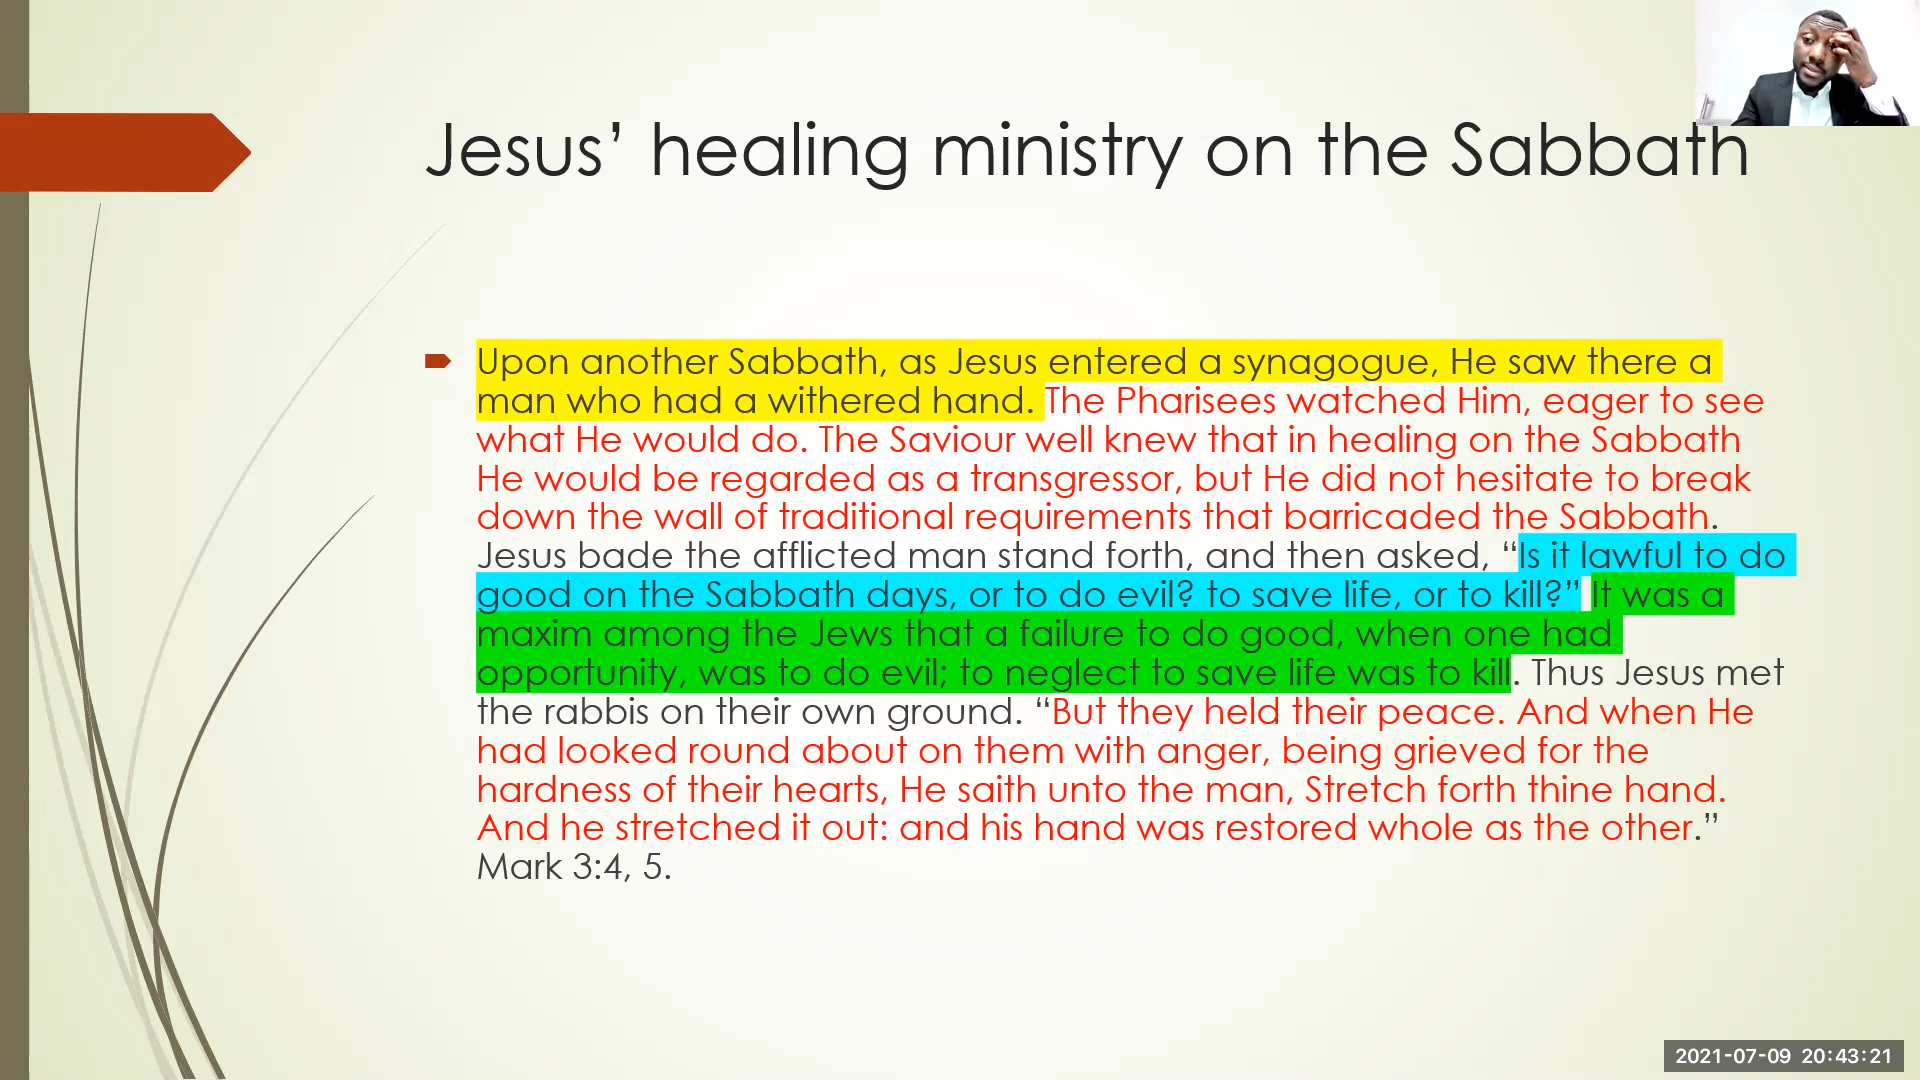 Jesus’ healing ministry on the Sabbath
Upon another Sabbath, as Jesus entered a synagogue, He saw there a
man who had a withered hand. The Pharisees watched Him, eager to see
what He would do. The Saviour well knew that in healing on the Sabbath
He would be regarded as a transgressor, but He did not hesitate to break
down the wall of traditional requirements that barricaded the Sabbath.
Jesus bade the afflicted man stand forth, and then asked, “Is it lawful to do
good on the Sabbath days, or to do evil? to save life, or to kill?” It was a
maxim among the Jews that a failure to do good, when one had
opportunity, was to do evil; to neglect to save life was to kill. Thus Jesus met
the rabbis on their own ground. “But they held their peace. And when He
had looked round about on them with anger, being grieved for the
hardness of their hearts, He saith unto the man, Stretch forth thine hand.
And he stretched it out: and his hand was restored whole as the other.”
Mark 3:4, 5.
2021-07-09 20:43:21